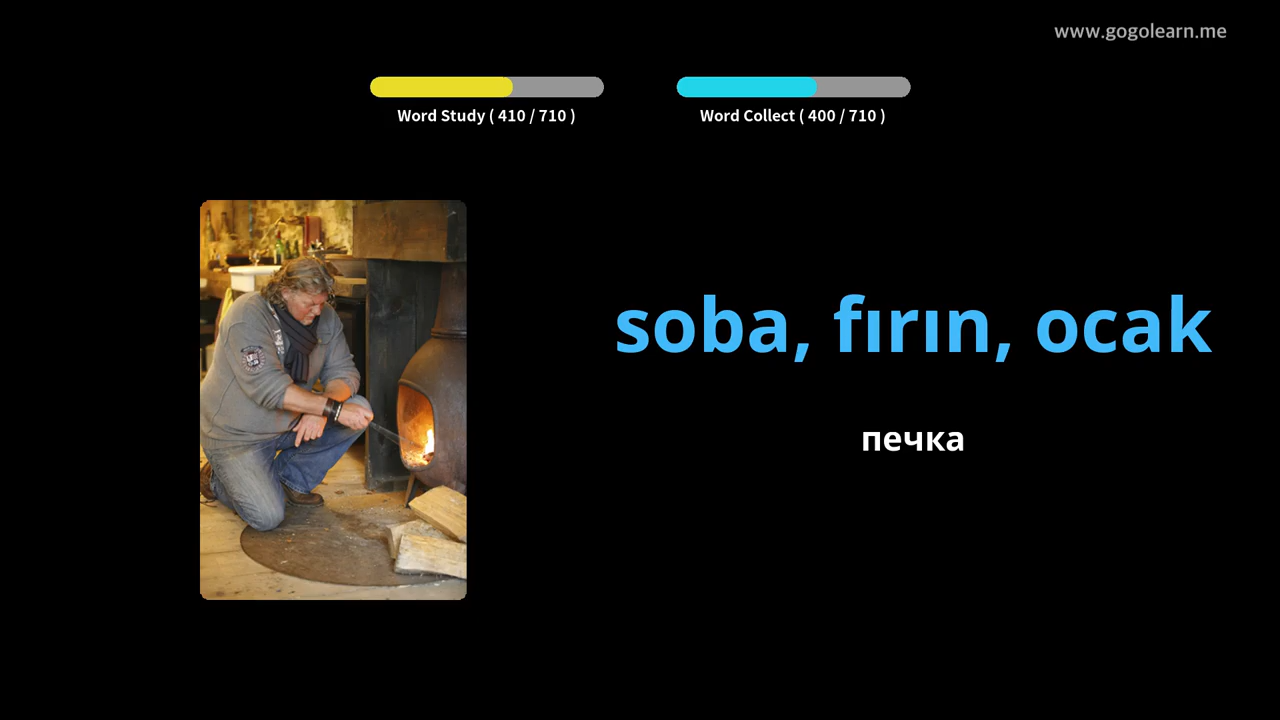 www.gogolearn.me
Word Study ( 410 / 710 )
Word Collect ( 400 / 710 )
soba, fırın, ocak
печка